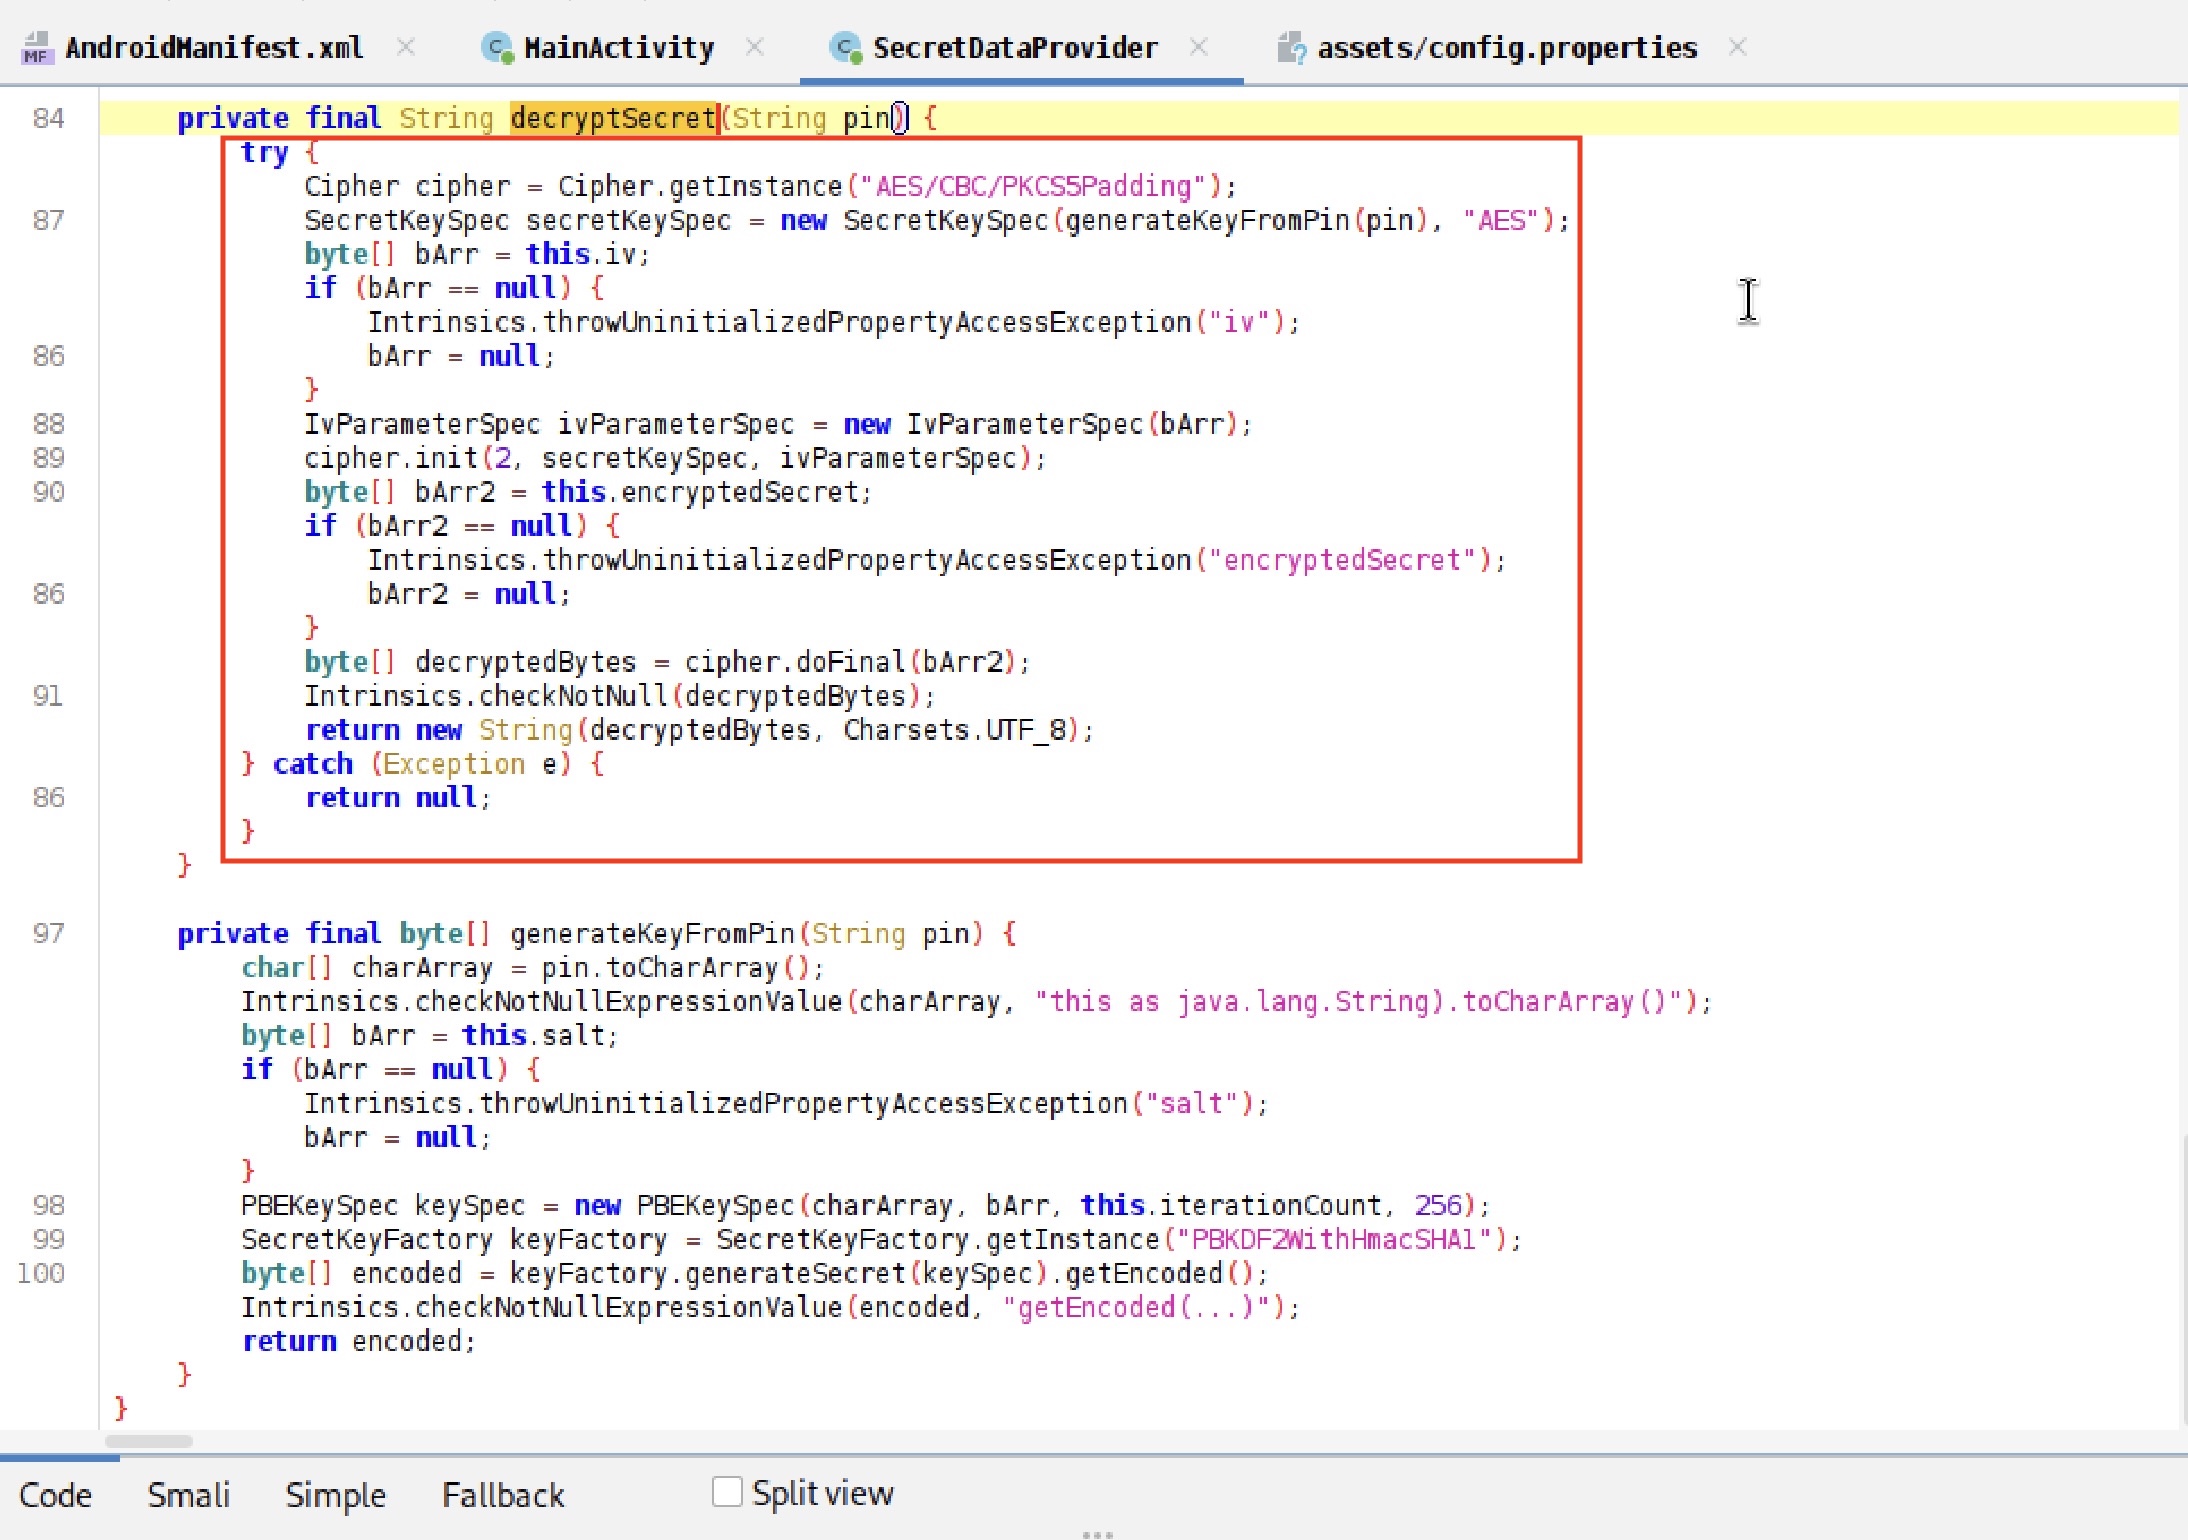 AndroidManifest.xml MainActivity SecretDataProvider assets/config.properties
84 private final String decryptSecret(String pin) {
try {
Cipher cipher = Cipher.getInstance("AES/CBC/PKCS5Padding");
87 SecretKeySpec secretKeySpec = new SecretKeySpec(generateKeyFromPin(pin), "AES");
byte[] bArr = this.iv;
if (bArr == null) {
Intrinsics.throwUninitializedPropertyAccessException("iv");
86 bArr = null;
}
88 IvParameterSpec ivParameterSpec = new IvParameterSpec(bArr);
89 cipher.init(2, secretKeySpec, ivParameterSpec);
90 byte[] bArr2 = this.encryptedSecret;
if (bArr2 == null) {
Intrinsics.throwUninitializedPropertyAccessException("encryptedSecret");
86 bArr2 = null;
}
byte[] decryptedBytes = cipher.doFinal(bArr2);
91 Intrinsics.checkNotNull(decryptedBytes);
return new String(decryptedBytes, Charsets.UTF_8);
} catch (Exception e) {
86 return null;
}
}
97 private final byte[] generateKeyFromPin(String pin) {
char[] charArray = pin.toCharArray();
Intrinsics.checkNotNullExpressionValue(charArray, "this as java.lang.String).toCharArray()");
byte[] bArr = this.salt;
if (bArr == null) {
Intrinsics.throwUninitializedPropertyAccessException("salt");
bArr = null;
}
98 PBEKeySpec keySpec = new PBEKeySpec(charArray, bArr, this.iterationCount, 256);
99 SecretKeyFactory keyFactory = SecretKeyFactory.getInstance("PBKDF2WithHmacSHA1");
100 byte[] encoded = keyFactory.generateSecret(keySpec).getEncoded();
Intrinsics.checkNotNullExpressionValue(encoded, "getEncoded(...)");
return encoded;
}
}
Code Smali Simple Fallback Split view